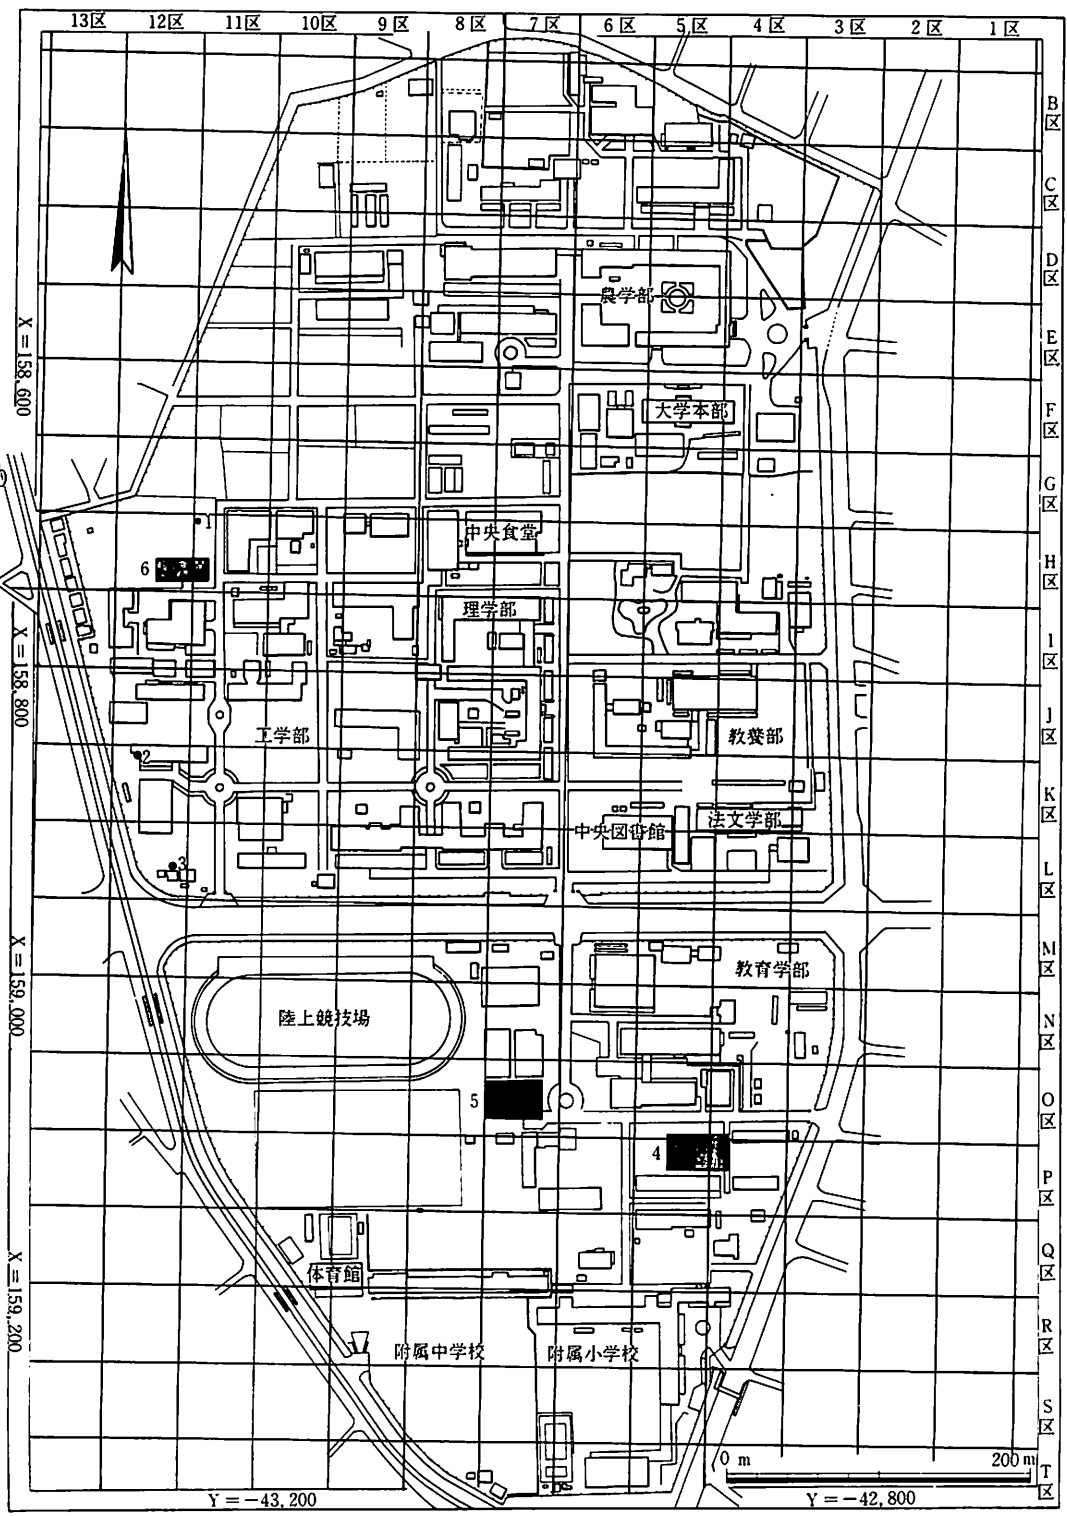 13区 12区 11区 10区 9区 8区 7区 6区 5区 4区 3区 2区 1区
B区
C区
D区
農学部
E区
X=158,600
大学本部
F区
G区
1
中央食堂
H区
6
理学部
I区
X=158,800
工学部
教養部
J区
2
K区
中央図書館
法文学部
3
L区
M区
教育学部
X=159,000
陸上競技場
N区
5
O区
4
P区
Q区
体育館
X=159,200
R区
附属中学校
附属小学校
S区
0 m 200 m
T区
Y=-43,200
Y=-42,800